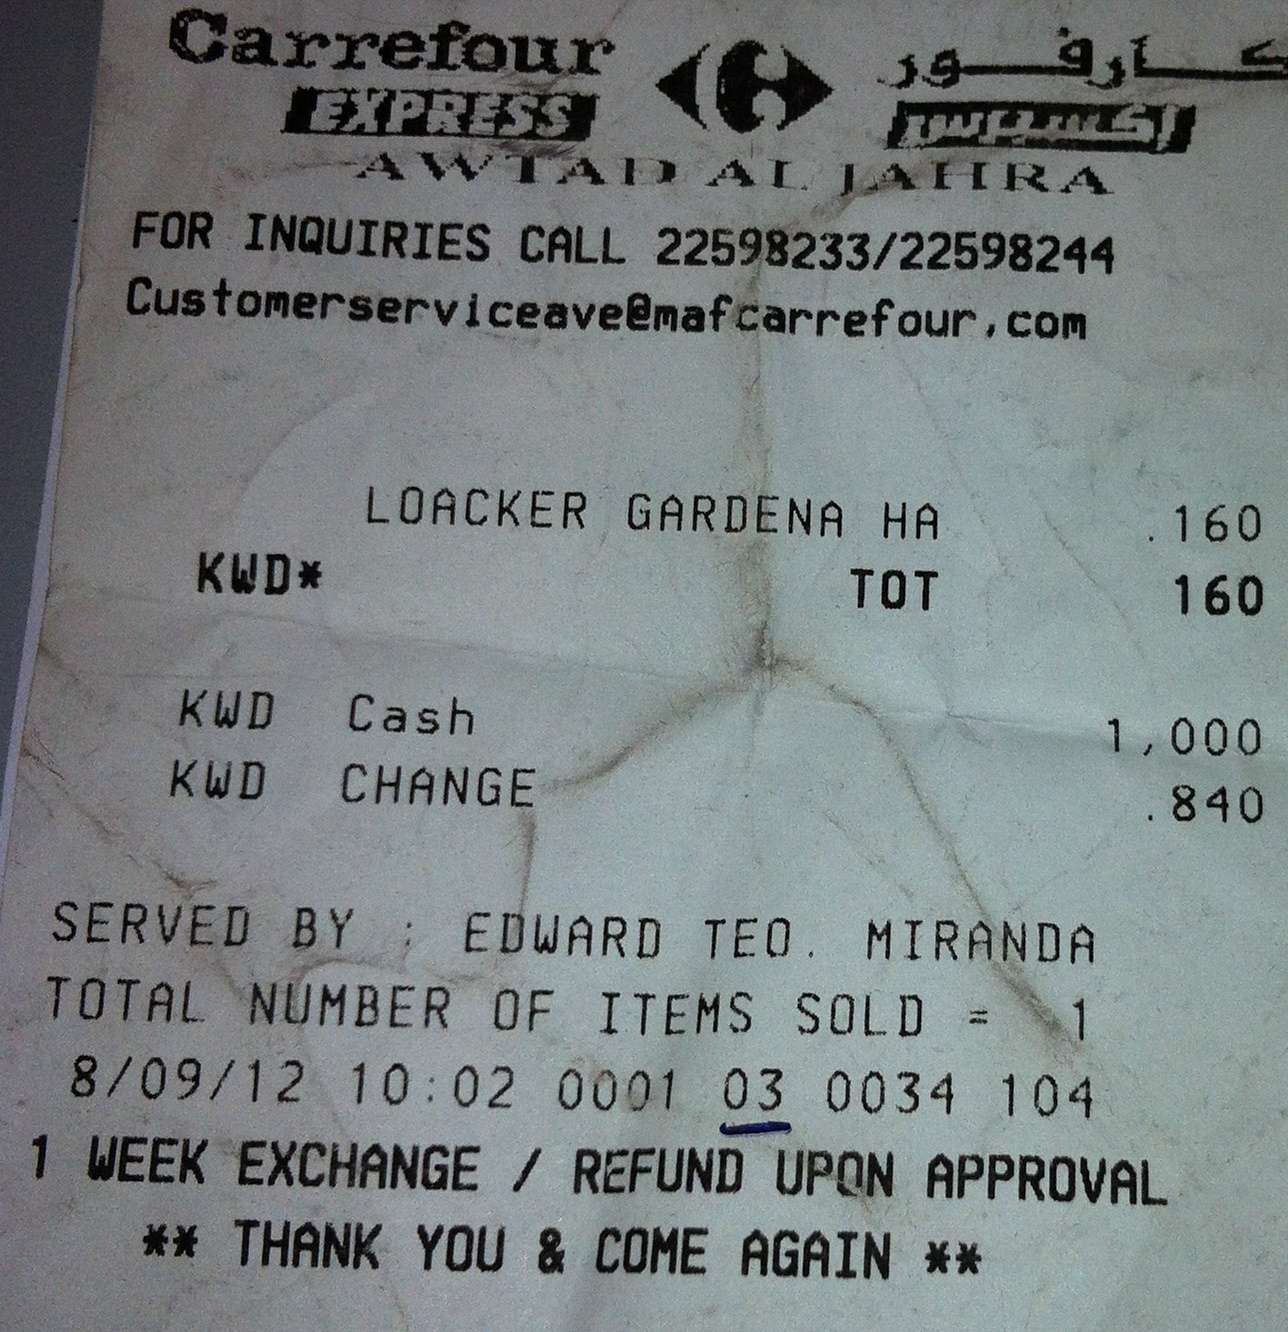 Carrefour كارفور
EXPRESS اكسبرس
AWTAD AL JAHRA
FOR INQUIRIES CALL 22598233/22598244
Customerserviceave@mafcarrefour.com
LOACKER GARDENA HA .160
KWD* TOT 160
KWD Cash 1,000
KWD CHANGE .840
SERVED BY : EDWARD TEO. MIRANDA
TOTAL NUMBER OF ITEMS SOLD = 1
8/09/12 10:02 0001 03 0034 104
1 WEEK EXCHANGE / REFUND UPON APPROVAL
** THANK YOU & COME AGAIN **